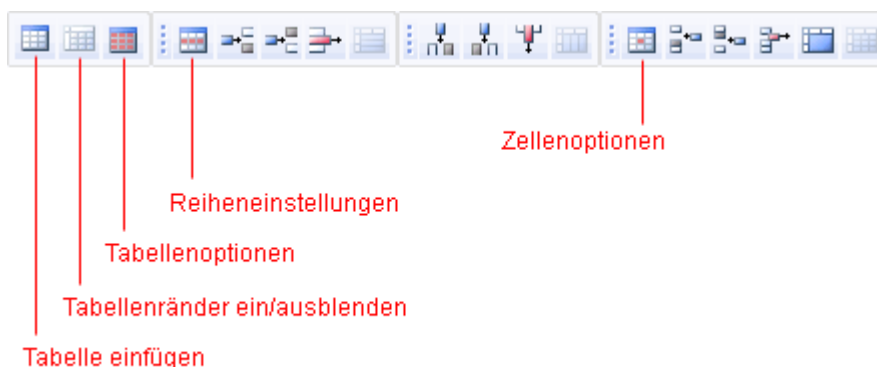 Zellenoptionen
Reiheneinstellungen
Tabellenoptionen
Tabellenränder ein/ausblenden
Tabelle einfügen